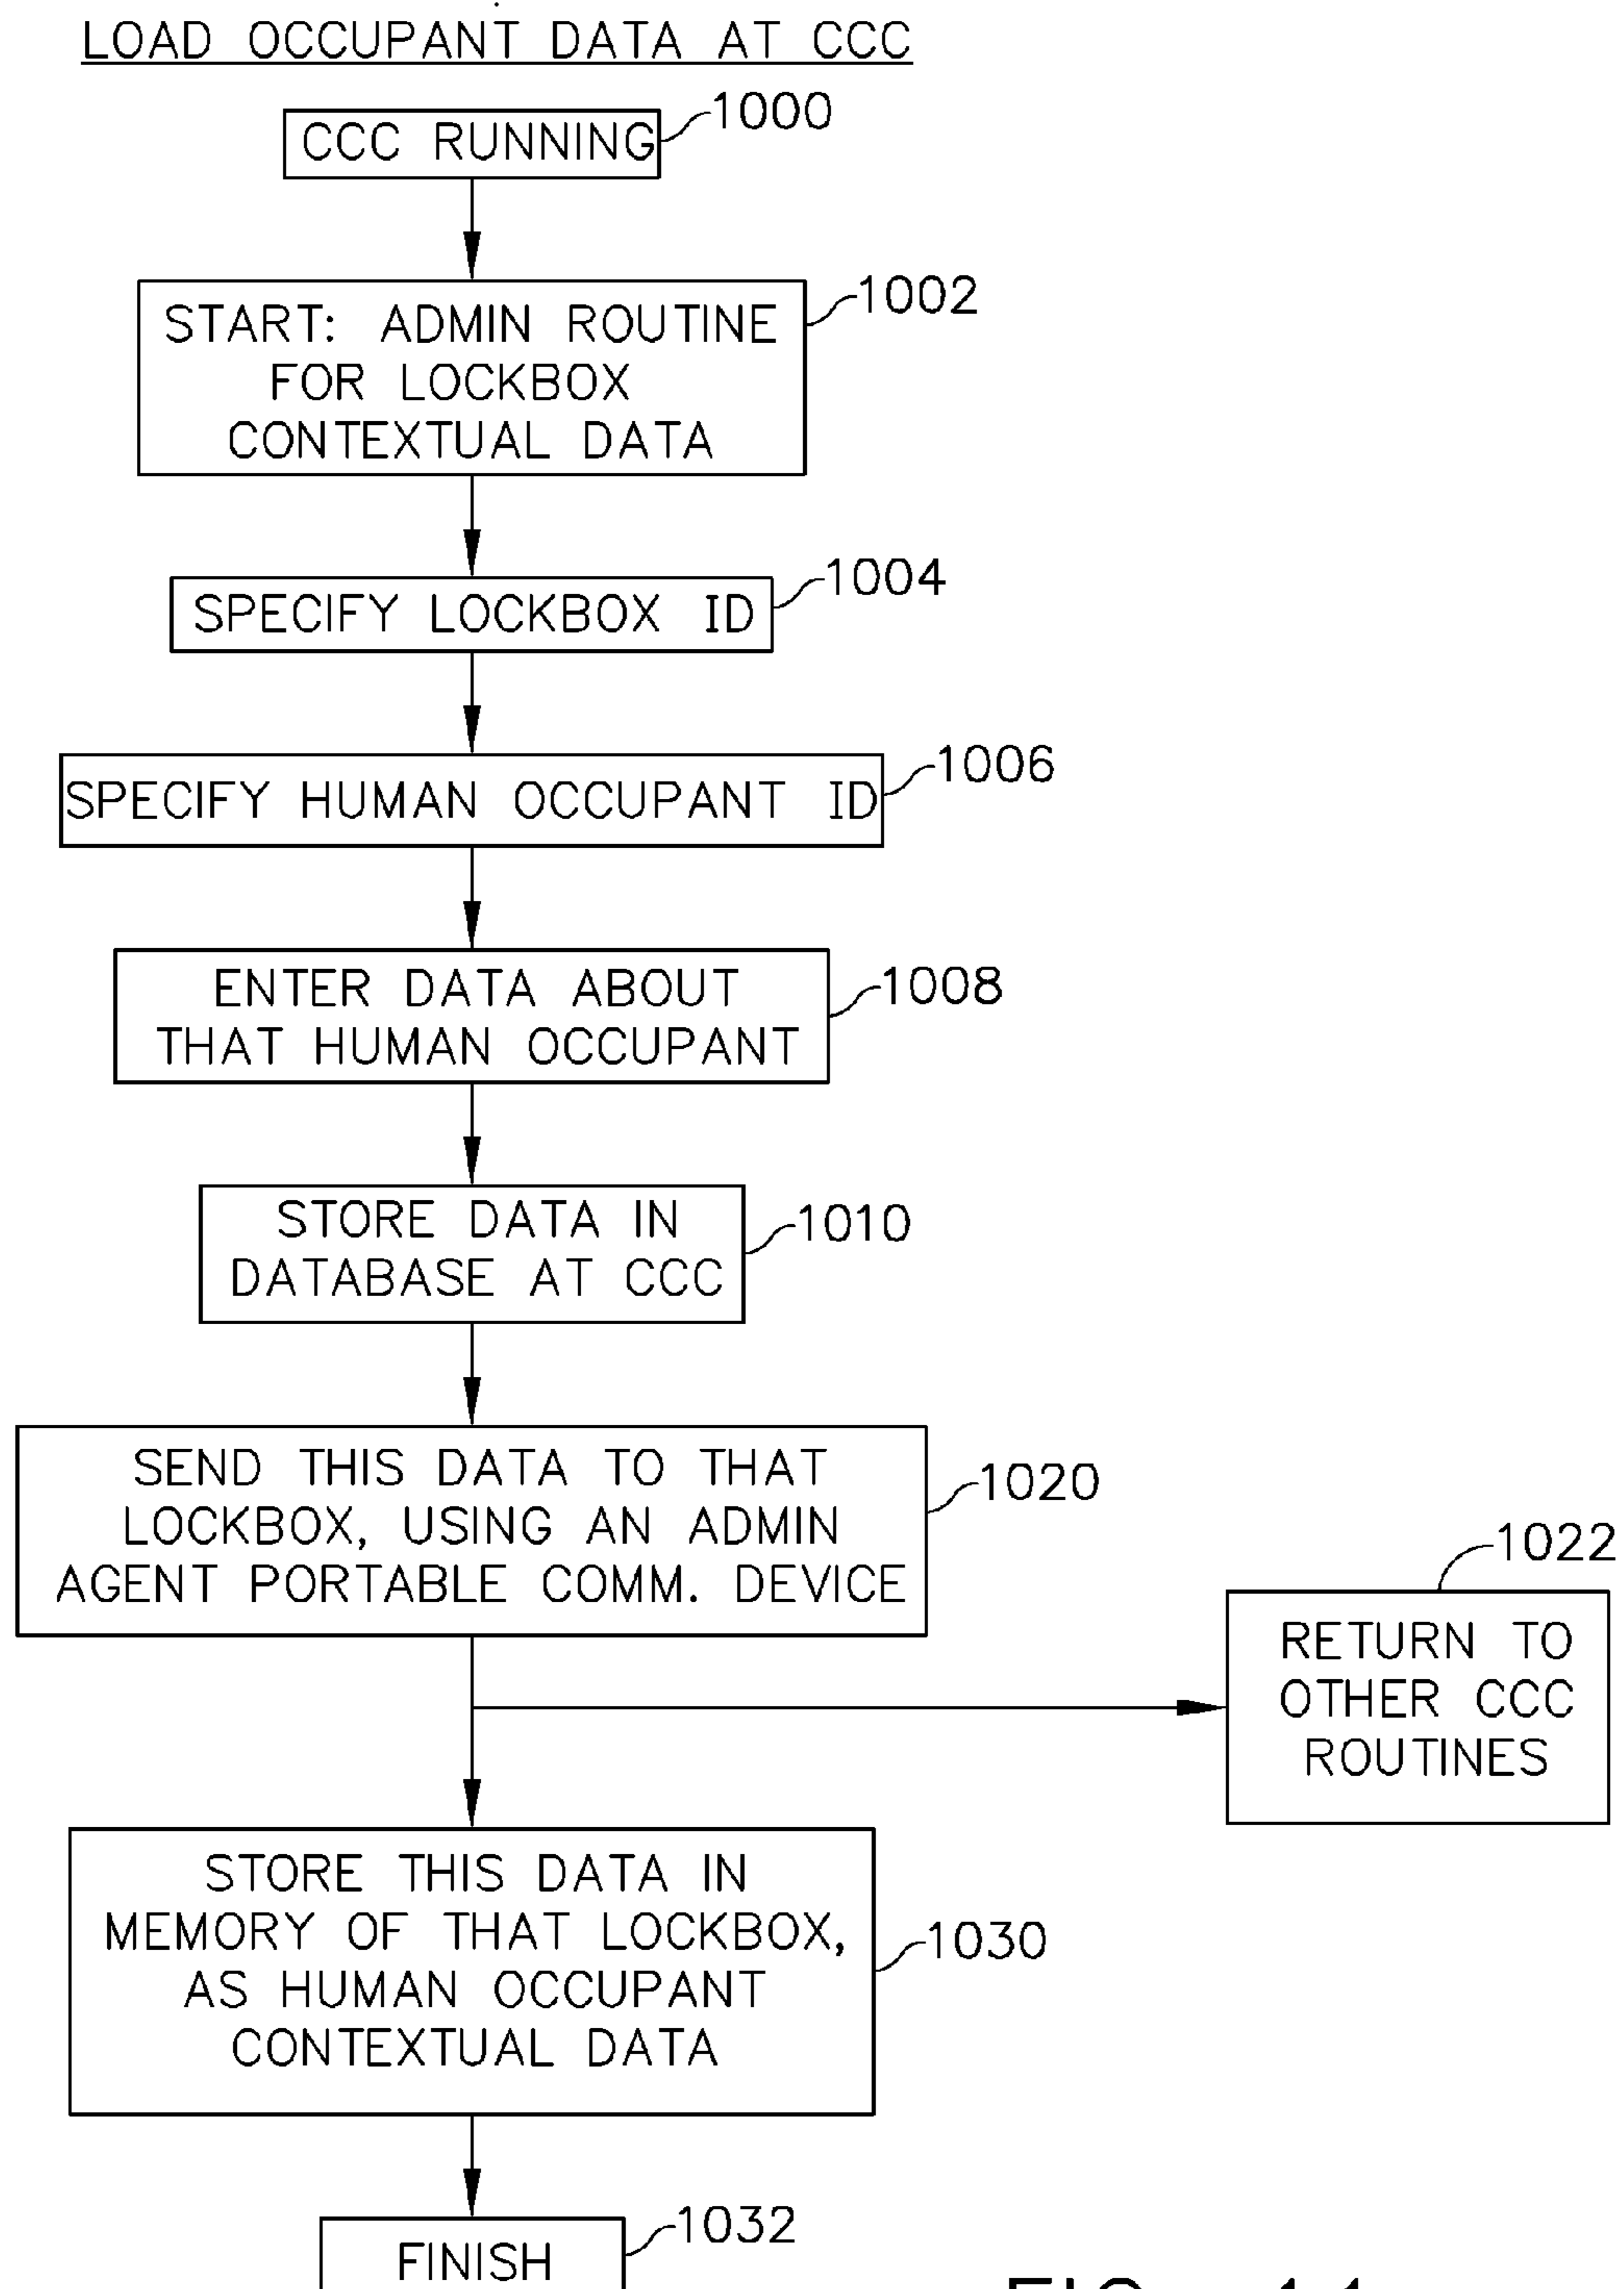 LOAD OCCUPANT DATA AT CCC
CCC RUNNING
1000
START: ADMIN ROUTINE
FOR LOCKBOX
CONTEXTUAL DATA
1002
SPECIFY LOCKBOX ID
1004
SPECIFY HUMAN OCCUPANT ID
1006
ENTER DATA ABOUT
THAT HUMAN OCCUPANT
1008
STORE DATA IN
DATABASE AT CCC
1010
SEND THIS DATA TO THAT
LOCKBOX, USING AN ADMIN
AGENT PORTABLE COMM. DEVICE
1020
1022
RETURN TO
OTHER CCC
ROUTINES
STORE THIS DATA IN
MEMORY OF THAT LOCKBOX,
AS HUMAN OCCUPANT
CONTEXTUAL DATA
1030
FINISH
1032